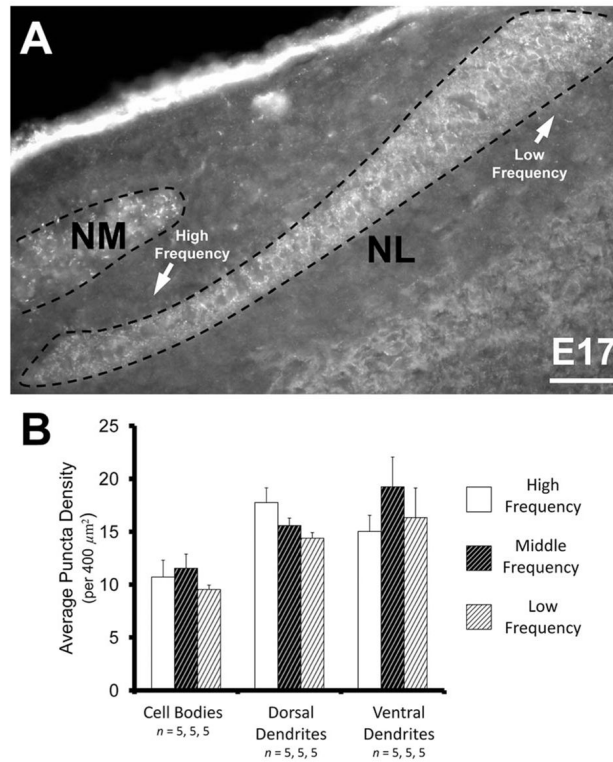 A
NM
High
Frequency
NL
Low
Frequency
E17
B
Average Puncta Density
(per 400 µm²)
25
20
15
10
5
0
Cell Bodies
n = 5, 5, 5
Dorsal
Dendrites
n = 5, 5, 5
Ventral
Dendrites
n = 5, 5, 5
High
Frequency
Middle
Frequency
Low
Frequency